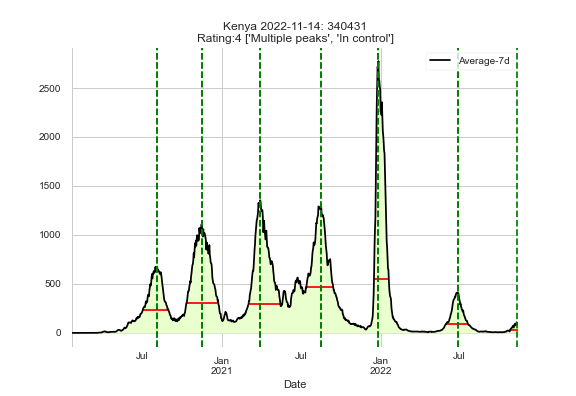 Kenya 2022-11-14: 340431
Rating:4 ['Multiple peaks', 'In control']
Average-7d
2500
2000
1500
1000
500
0
Jul
Jan
2021
Jul
Jan
2022
Jul
Date